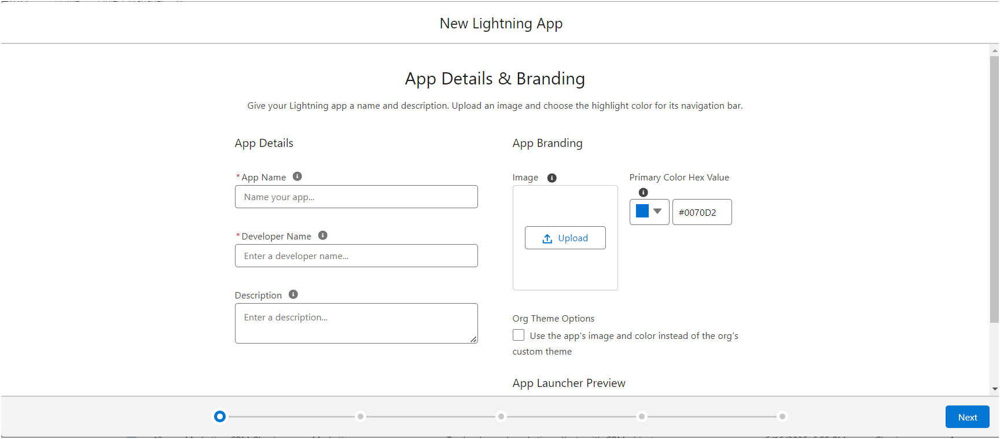 New Lightning App
App Details & Branding
Give your Lightning app a name and description. Upload an image and choose the highlight color for its navigation bar.
App Details
*App Name
Name your app...
*Developer Name
Enter a developer name...
Description
Enter a description...
App Branding
Image
Upload
Primary Color Hex Value
#0070D2
Org Theme Options
Use the app's image and color instead of the org's
custom theme
App Launcher Preview
Next